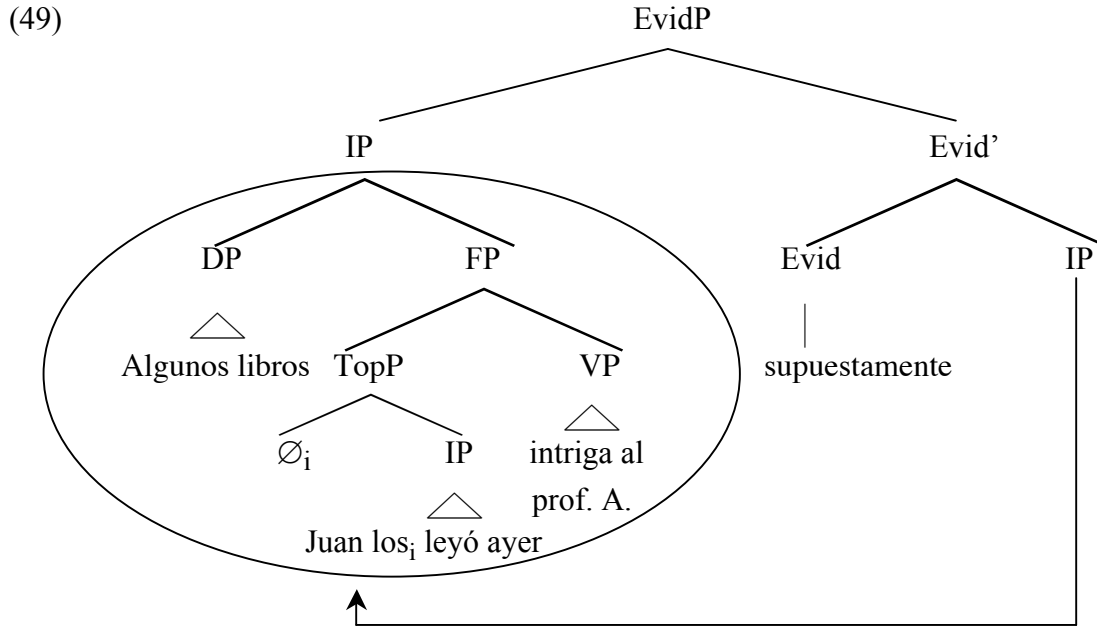 (49) EvidP
IP Evid’
DP FP Evid IP
Algunos libros TopP VP supuestamente
∅i IP intriga al
prof. A.
Juan losi leyó ayer